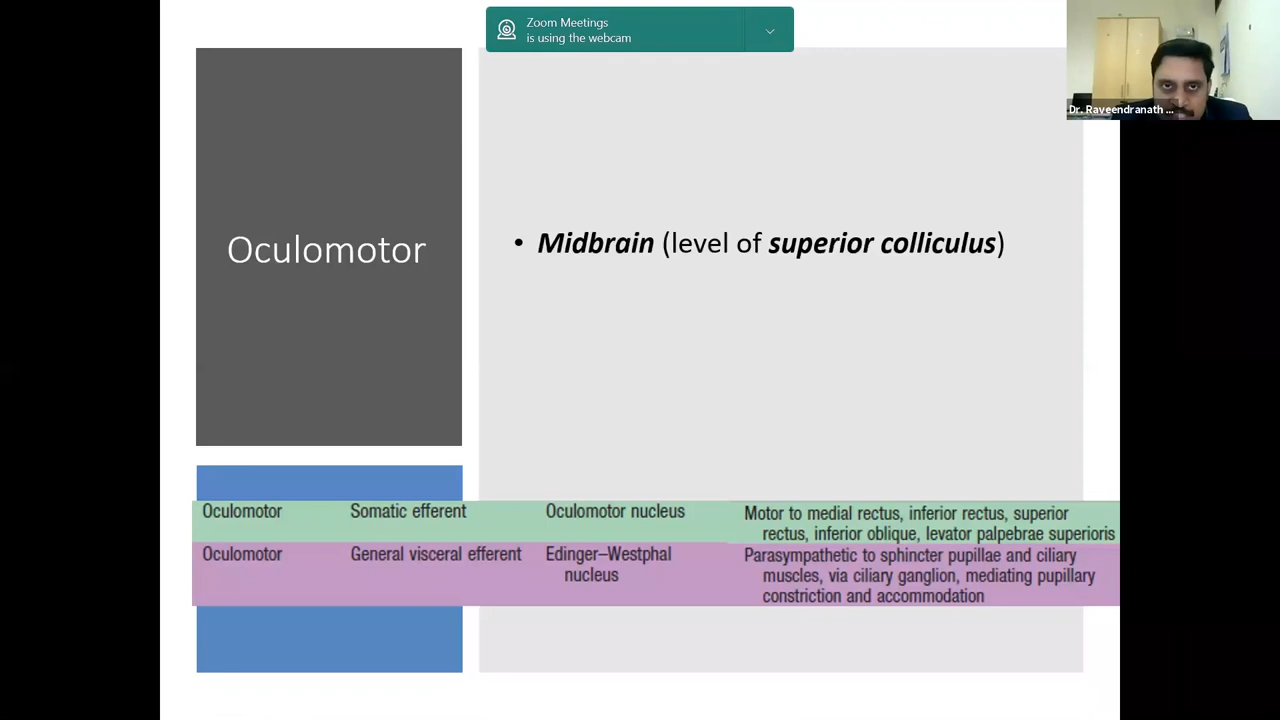 Zoom Meetings
is using the webcam
Dr. Raveendranath ...
Oculomotor
• Midbrain (level of superior colliculus)
Oculomotor Somatic efferent Oculomotor nucleus Motor to medial rectus, inferior rectus, superior
rectus, inferior oblique, levator palpebrae superioris
Oculomotor General visceral efferent Edinger–Westphal Parasympathetic to sphincter pupillae and ciliary
nucleus muscles, via ciliary ganglion, mediating pupillary
constriction and accommodation